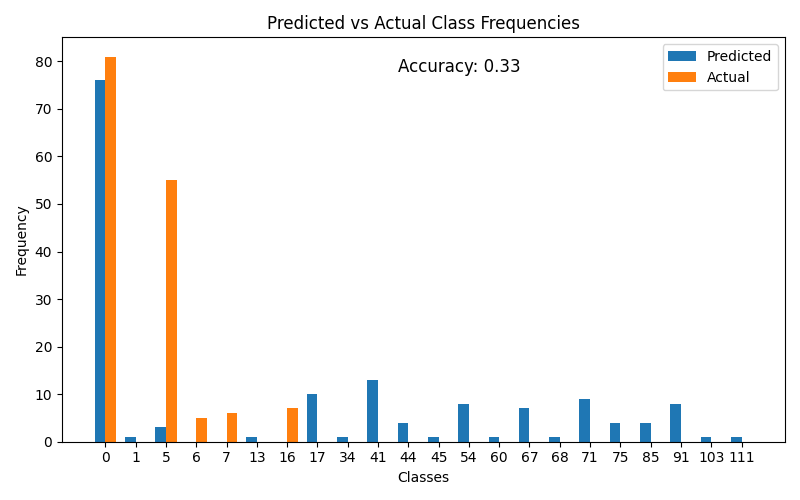 Predicted vs Actual Class Frequencies
Accuracy: 0.33
Predicted
Actual
Frequency
80
70
60
50
40
30
20
10
0
0 1 5 6 7 13 16 17 34 41 44 45 54 60 67 68 71 75 85 91 103 111
Classes